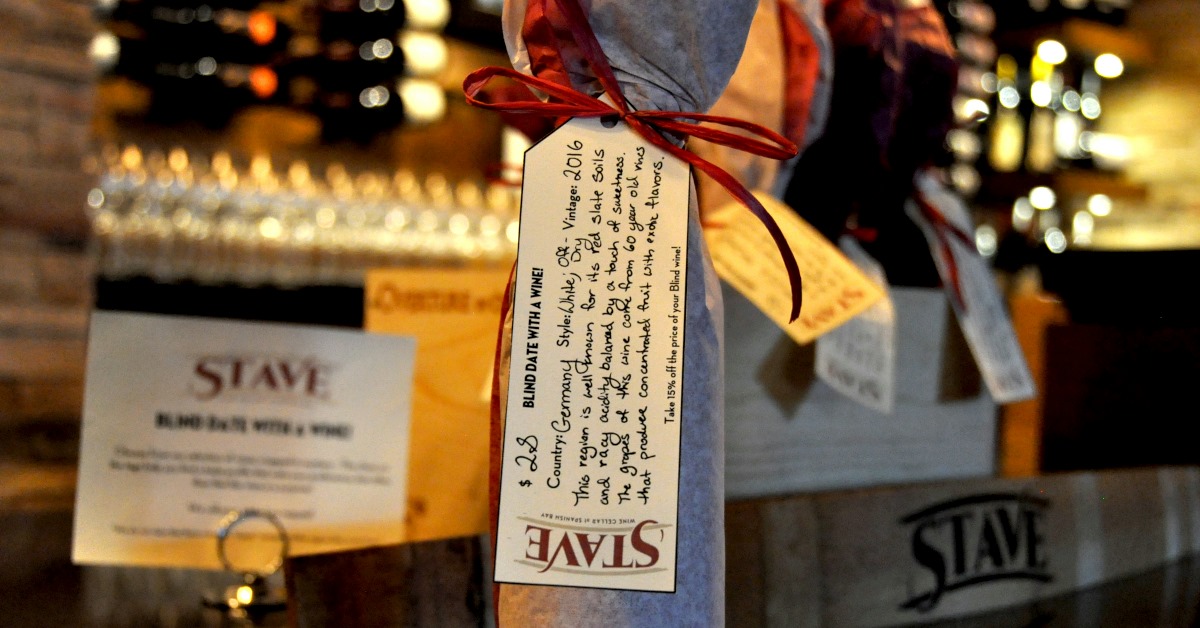 $ 28
BLIND DATE WITH A WINE!
Country: Germany Style: White; Off-Dry Vintage: 2016
This region is well known for its Red Slate Soils
and racy acidity balanced by a touch of sweetness.
The grapes of this wine come from 60 year old vines
that produce concentrated fruit with exotic flavors.
Take 15% off the price of your Blind wine!
STAVE
WINE CELLAR at SPANISH BAY
STAVE
BLIND DATE WITH A WINE!
STAVE